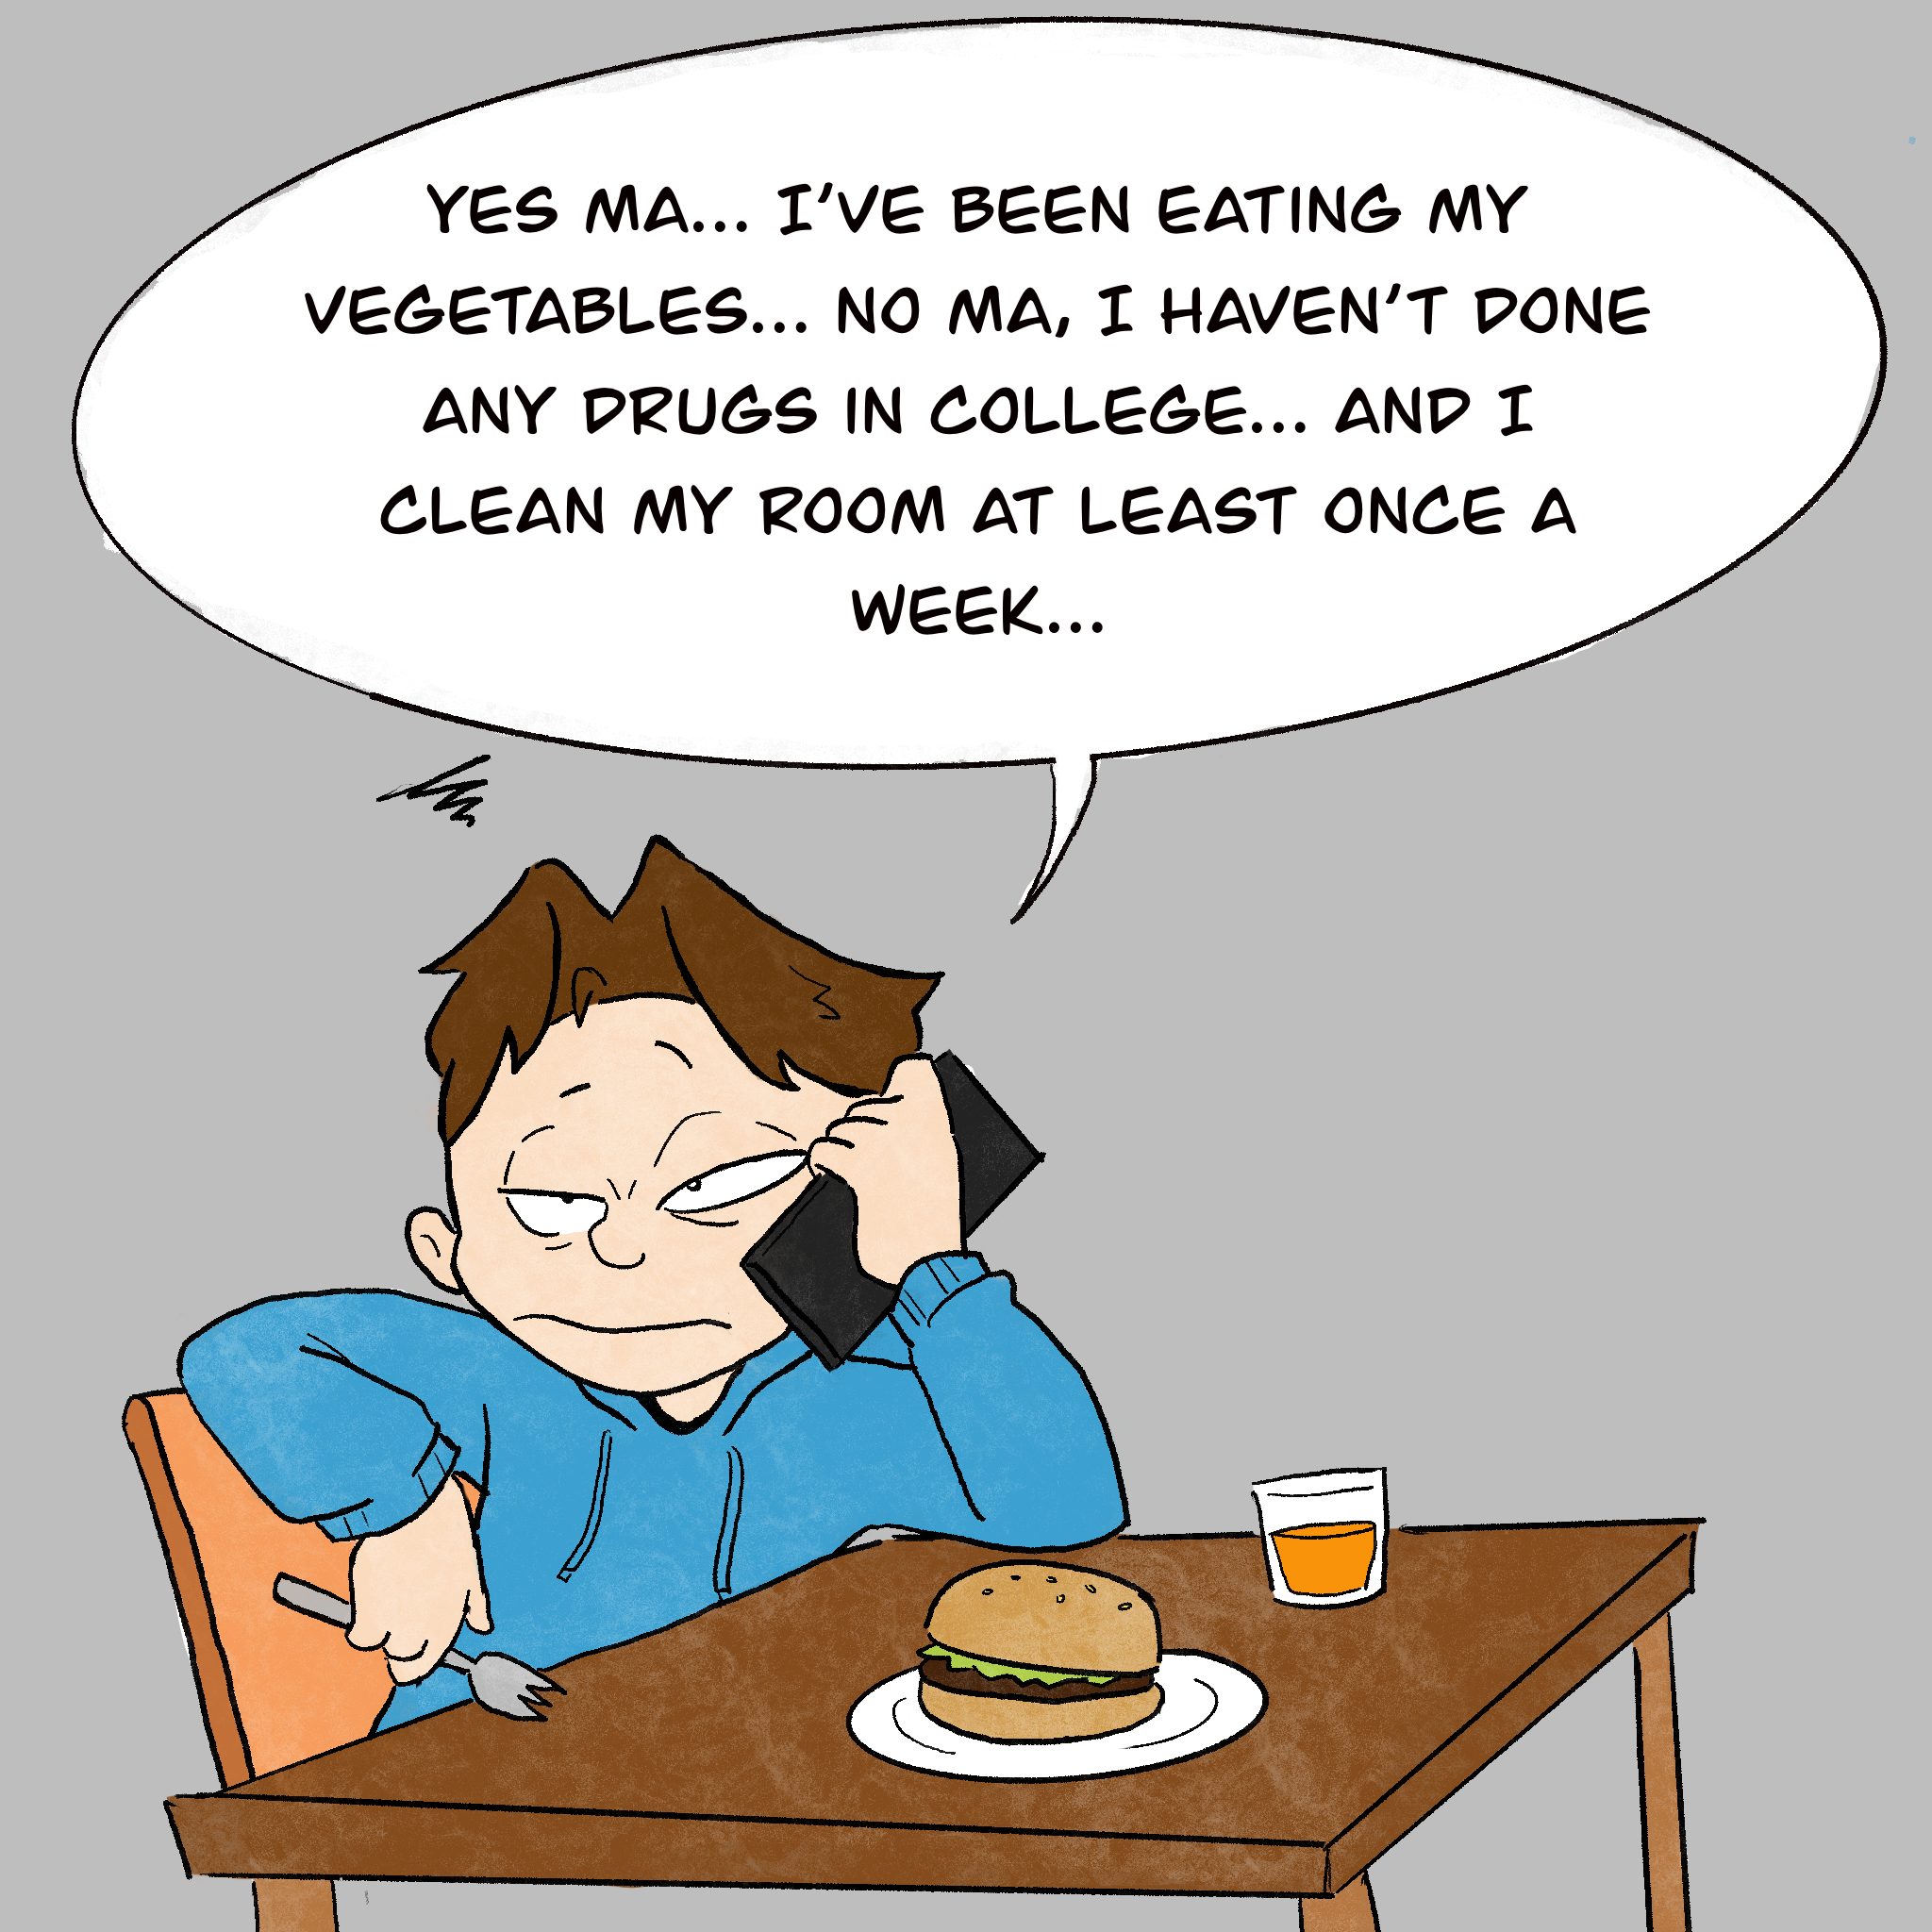 YES MA... I'VE BEEN EATING MY
VEGETABLES... NO MA, I HAVEN'T DONE
ANY DRUGS IN COLLEGE... AND I
CLEAN MY ROOM AT LEAST ONCE A
WEEK...